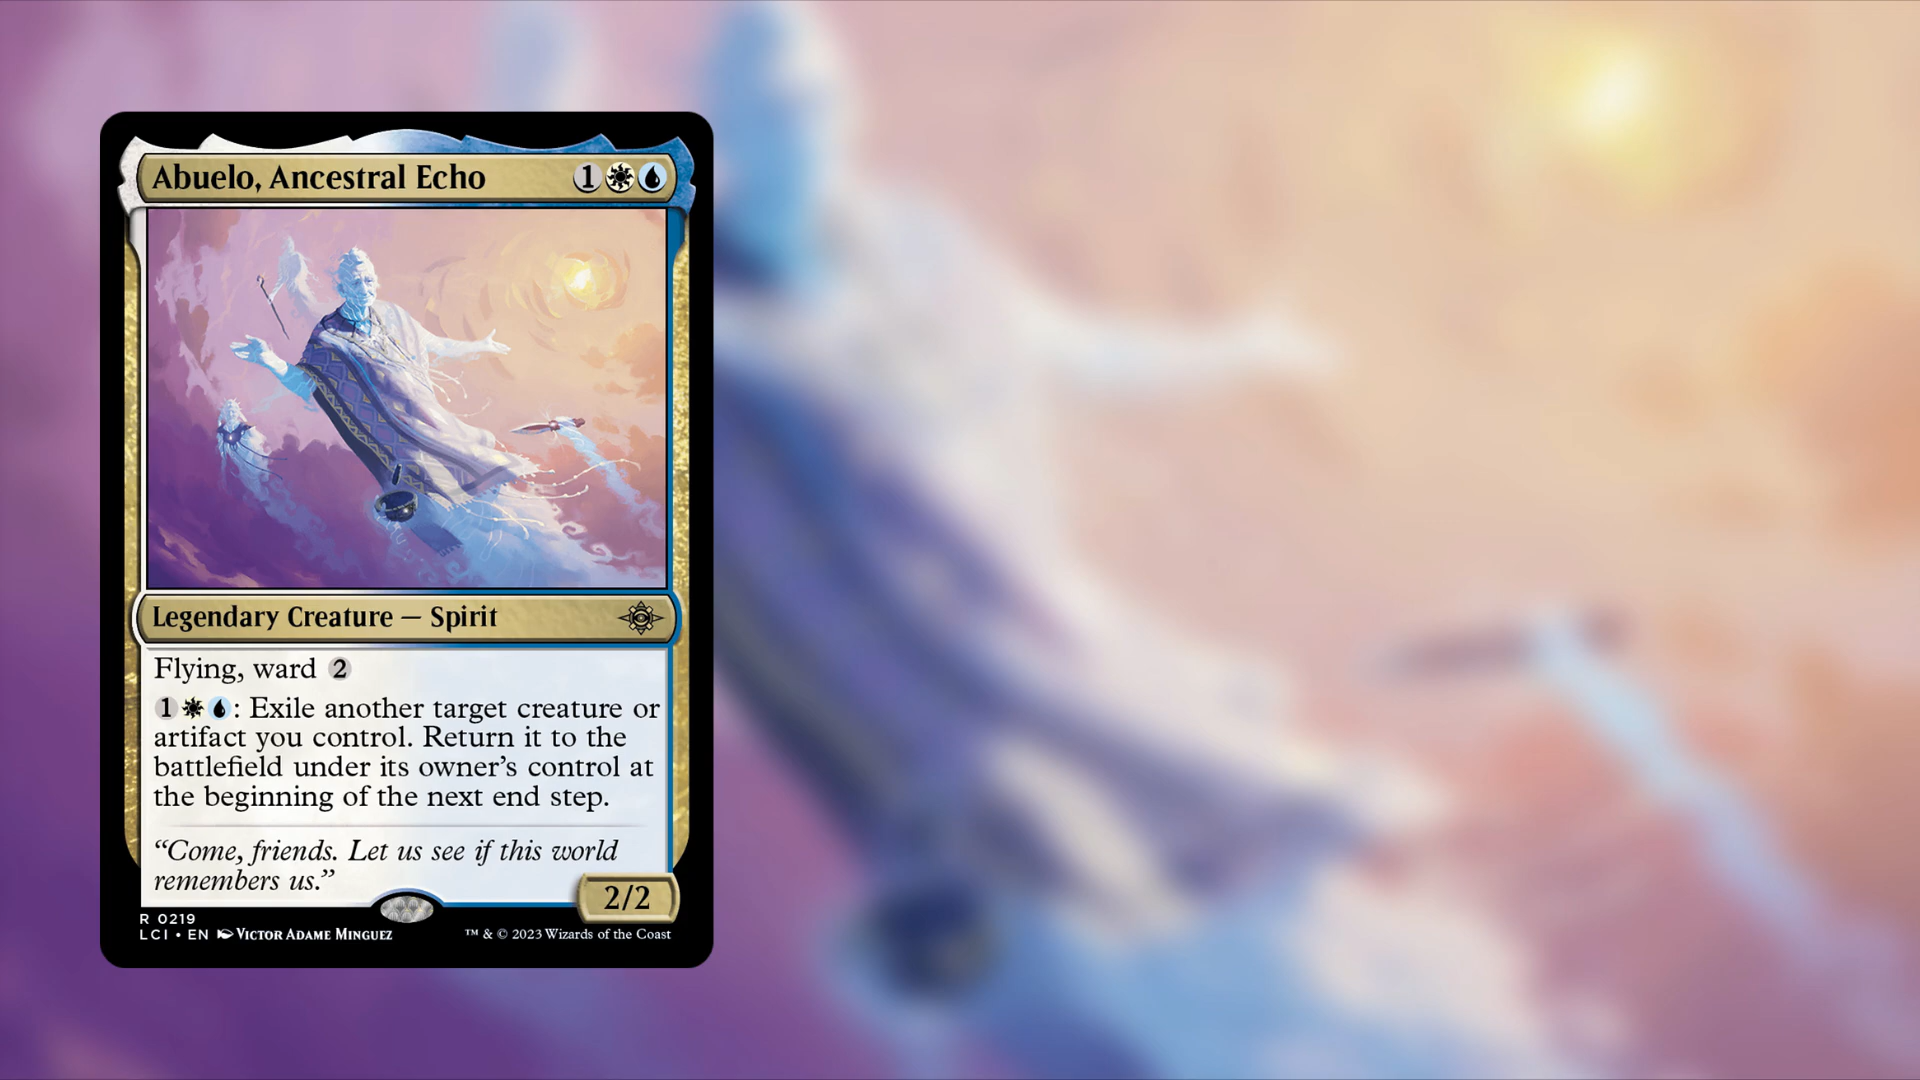 Abuelo, Ancestral Echo 1
Legendary Creature — Spirit
Flying, ward 2
1 : Exile another target creature or
artifact you control. Return it to the
battlefield under its owner’s control at
the beginning of the next end step.
“Come, friends. Let us see if this world
remembers us.”
2/2
R 0219
LCI • EN Victor Adame Minguez ™ & © 2023 Wizards of the Coast